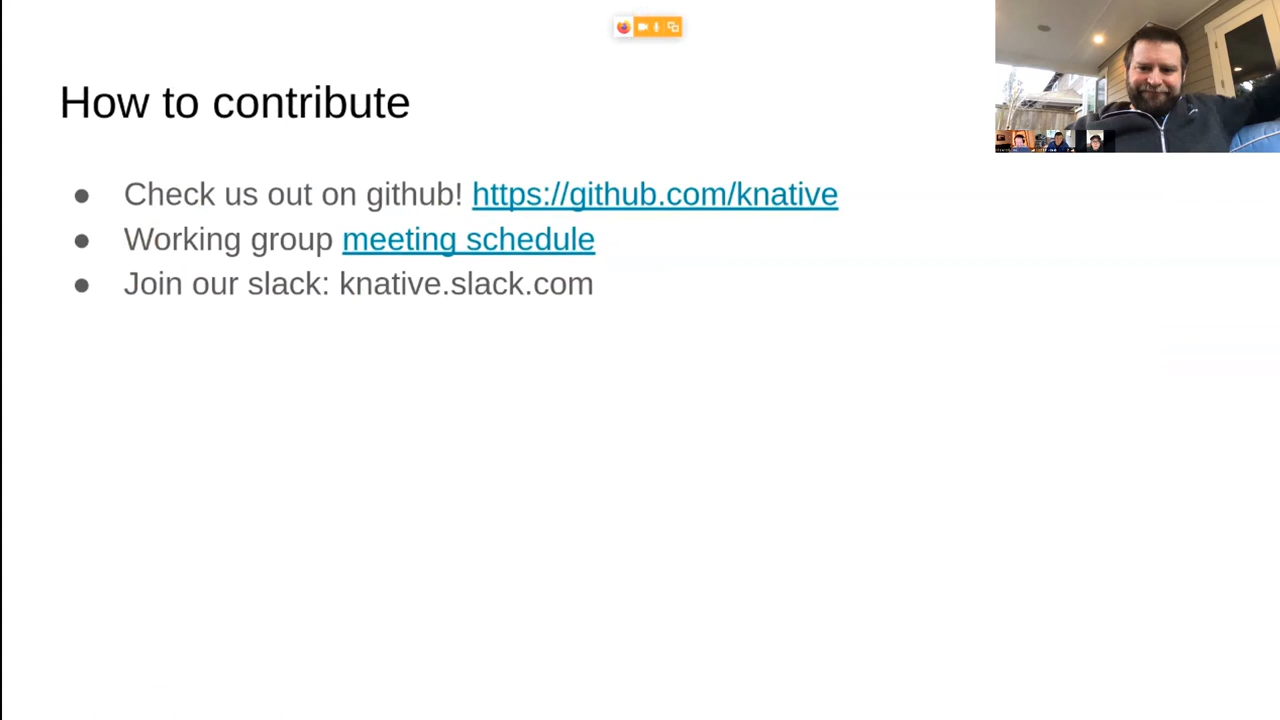 How to contribute
● Check us out on github! https://github.com/knative
● Working group meeting schedule
● Join our slack: knative.slack.com